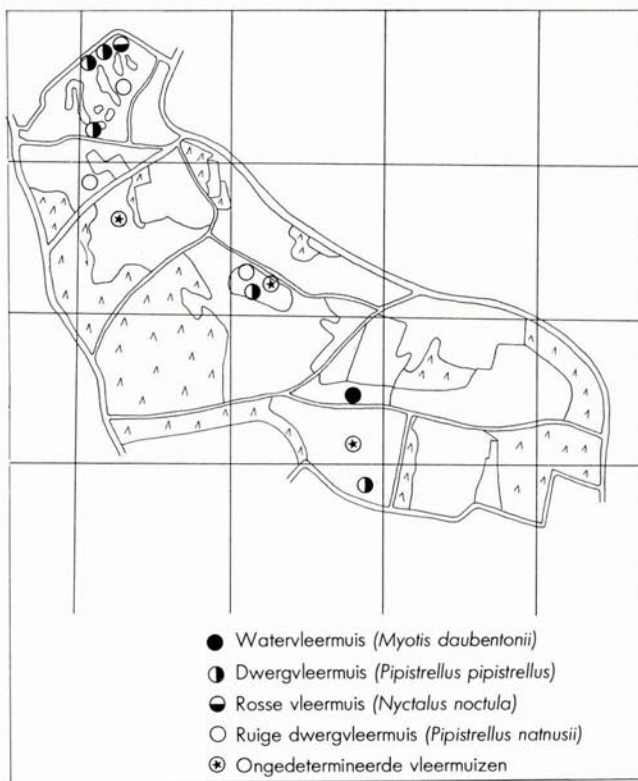 Watervleermuis (Myotis daubentonii)
Dwergvleermuis (Pipistrellus pipistrellus)
Rosse vleermuis (Nyctalus noctula)
Ruige dwergvleermuis (Pipistrellus natnusii)
Ongedetermineerde vleermuizen